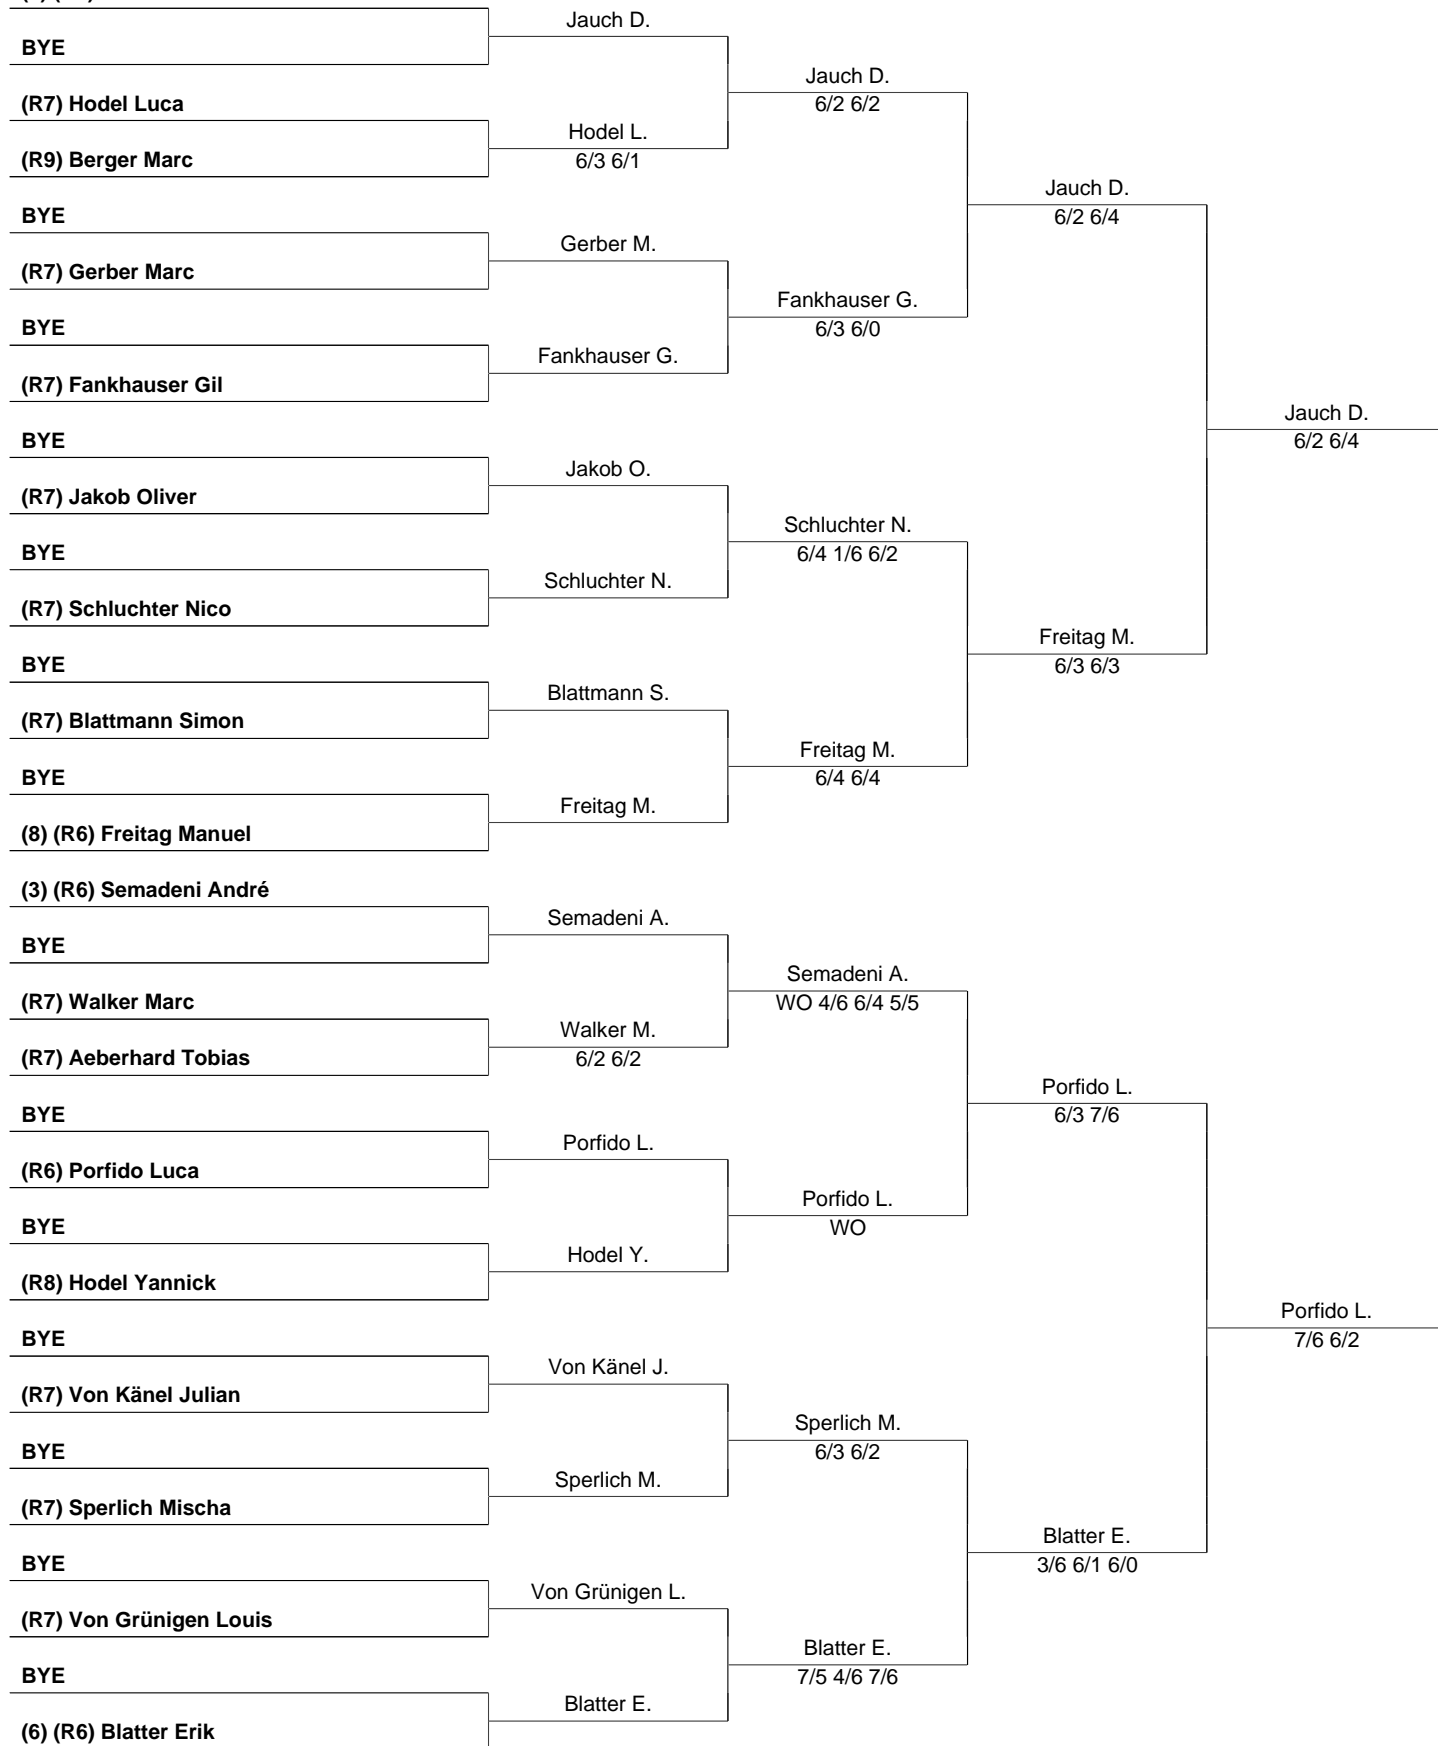 BYE
(R7) Hodel Luca
(R9) Berger Marc
BYE
(R7) Gerber Marc
BYE
(R7) Fankhauser Gil
BYE
(R7) Jakob Oliver
BYE
(R7) Schluchter Nico
BYE
(R7) Blattmann Simon
BYE
(8) (R6) Freitag Manuel
(3) (R6) Semadeni André
BYE
(R7) Walker Marc
(R7) Aeberhard Tobias
BYE
(R6) Porfido Luca
BYE
(R8) Hodel Yannick
BYE
(R7) Von Känel Julian
BYE
(R7) Sperlich Mischa
BYE
(R7) Von Grünigen Louis
BYE
(6) (R6) Blatter Erik
Jauch D.
Hodel L.
6/3 6/1
Gerber M.
Fankhauser G.
Jakob O.
Schluchter N.
Blattmann S.
Freitag M.
Semadeni A.
Walker M.
6/2 6/2
Porfido L.
Hodel Y.
Von Känel J.
Sperlich M.
Von Grünigen L.
Blatter E.
Jauch D.
6/2 6/2
Fankhauser G.
6/3 6/0
Schluchter N.
6/4 1/6 6/2
Freitag M.
6/4 6/4
Semadeni A.
WO 4/6 6/4 5/5
Porfido L.
WO
Sperlich M.
6/3 6/2
Blatter E.
7/5 4/6 7/6
Jauch D.
6/2 6/4
Freitag M.
6/3 6/3
Porfido L.
6/3 7/6
Blatter E.
3/6 6/1 6/0
Jauch D.
6/2 6/4
Porfido L.
7/6 6/2